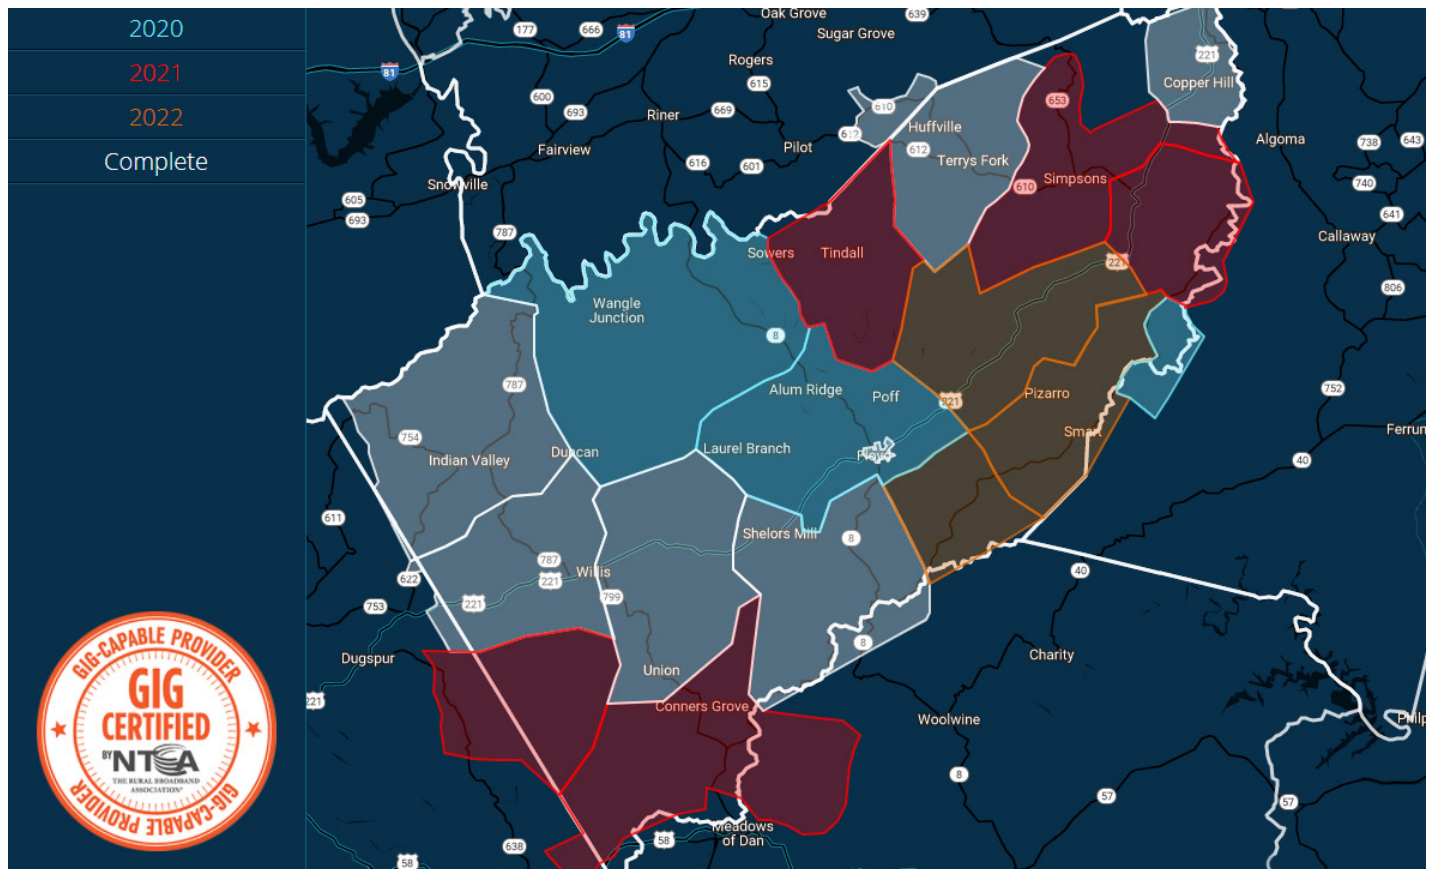 2020
2021
2022
Complete
GIG-CAPABLE PROVIDER
GIG
CERTIFIED
BY NTCA
THE RURAL BROADBAND
ASSOCIATION
GIG-CAPABLE PROVIDER
Oak Grove
639
177
666
81
Sugar Grove
221
81
Rogers
Copper Hill
615
600
653
693
669
610
Riner
Huffville
612
Algoma
738
643
Fairview
Pilot
612
Terrys Fork
616
601
Simpsons
Snowville
610
740
605
693
641
787
Callaway
Sowers
Tindall
221
806
Wangle
Junction
8
787
752
Alum Ridge
Poff
221
Pizarro
754
Smart
Ferrum
Indian Valley
Duncan
Laurel Branch
Floyd
40
611
Shelors Mill
8
787
622
221
Willis
40
753
221
799
8
Dugspur
Charity
Union
221
Conners Grove
Woolwine
Philp
8
57
57
Meadows
of Dan
638
58
58